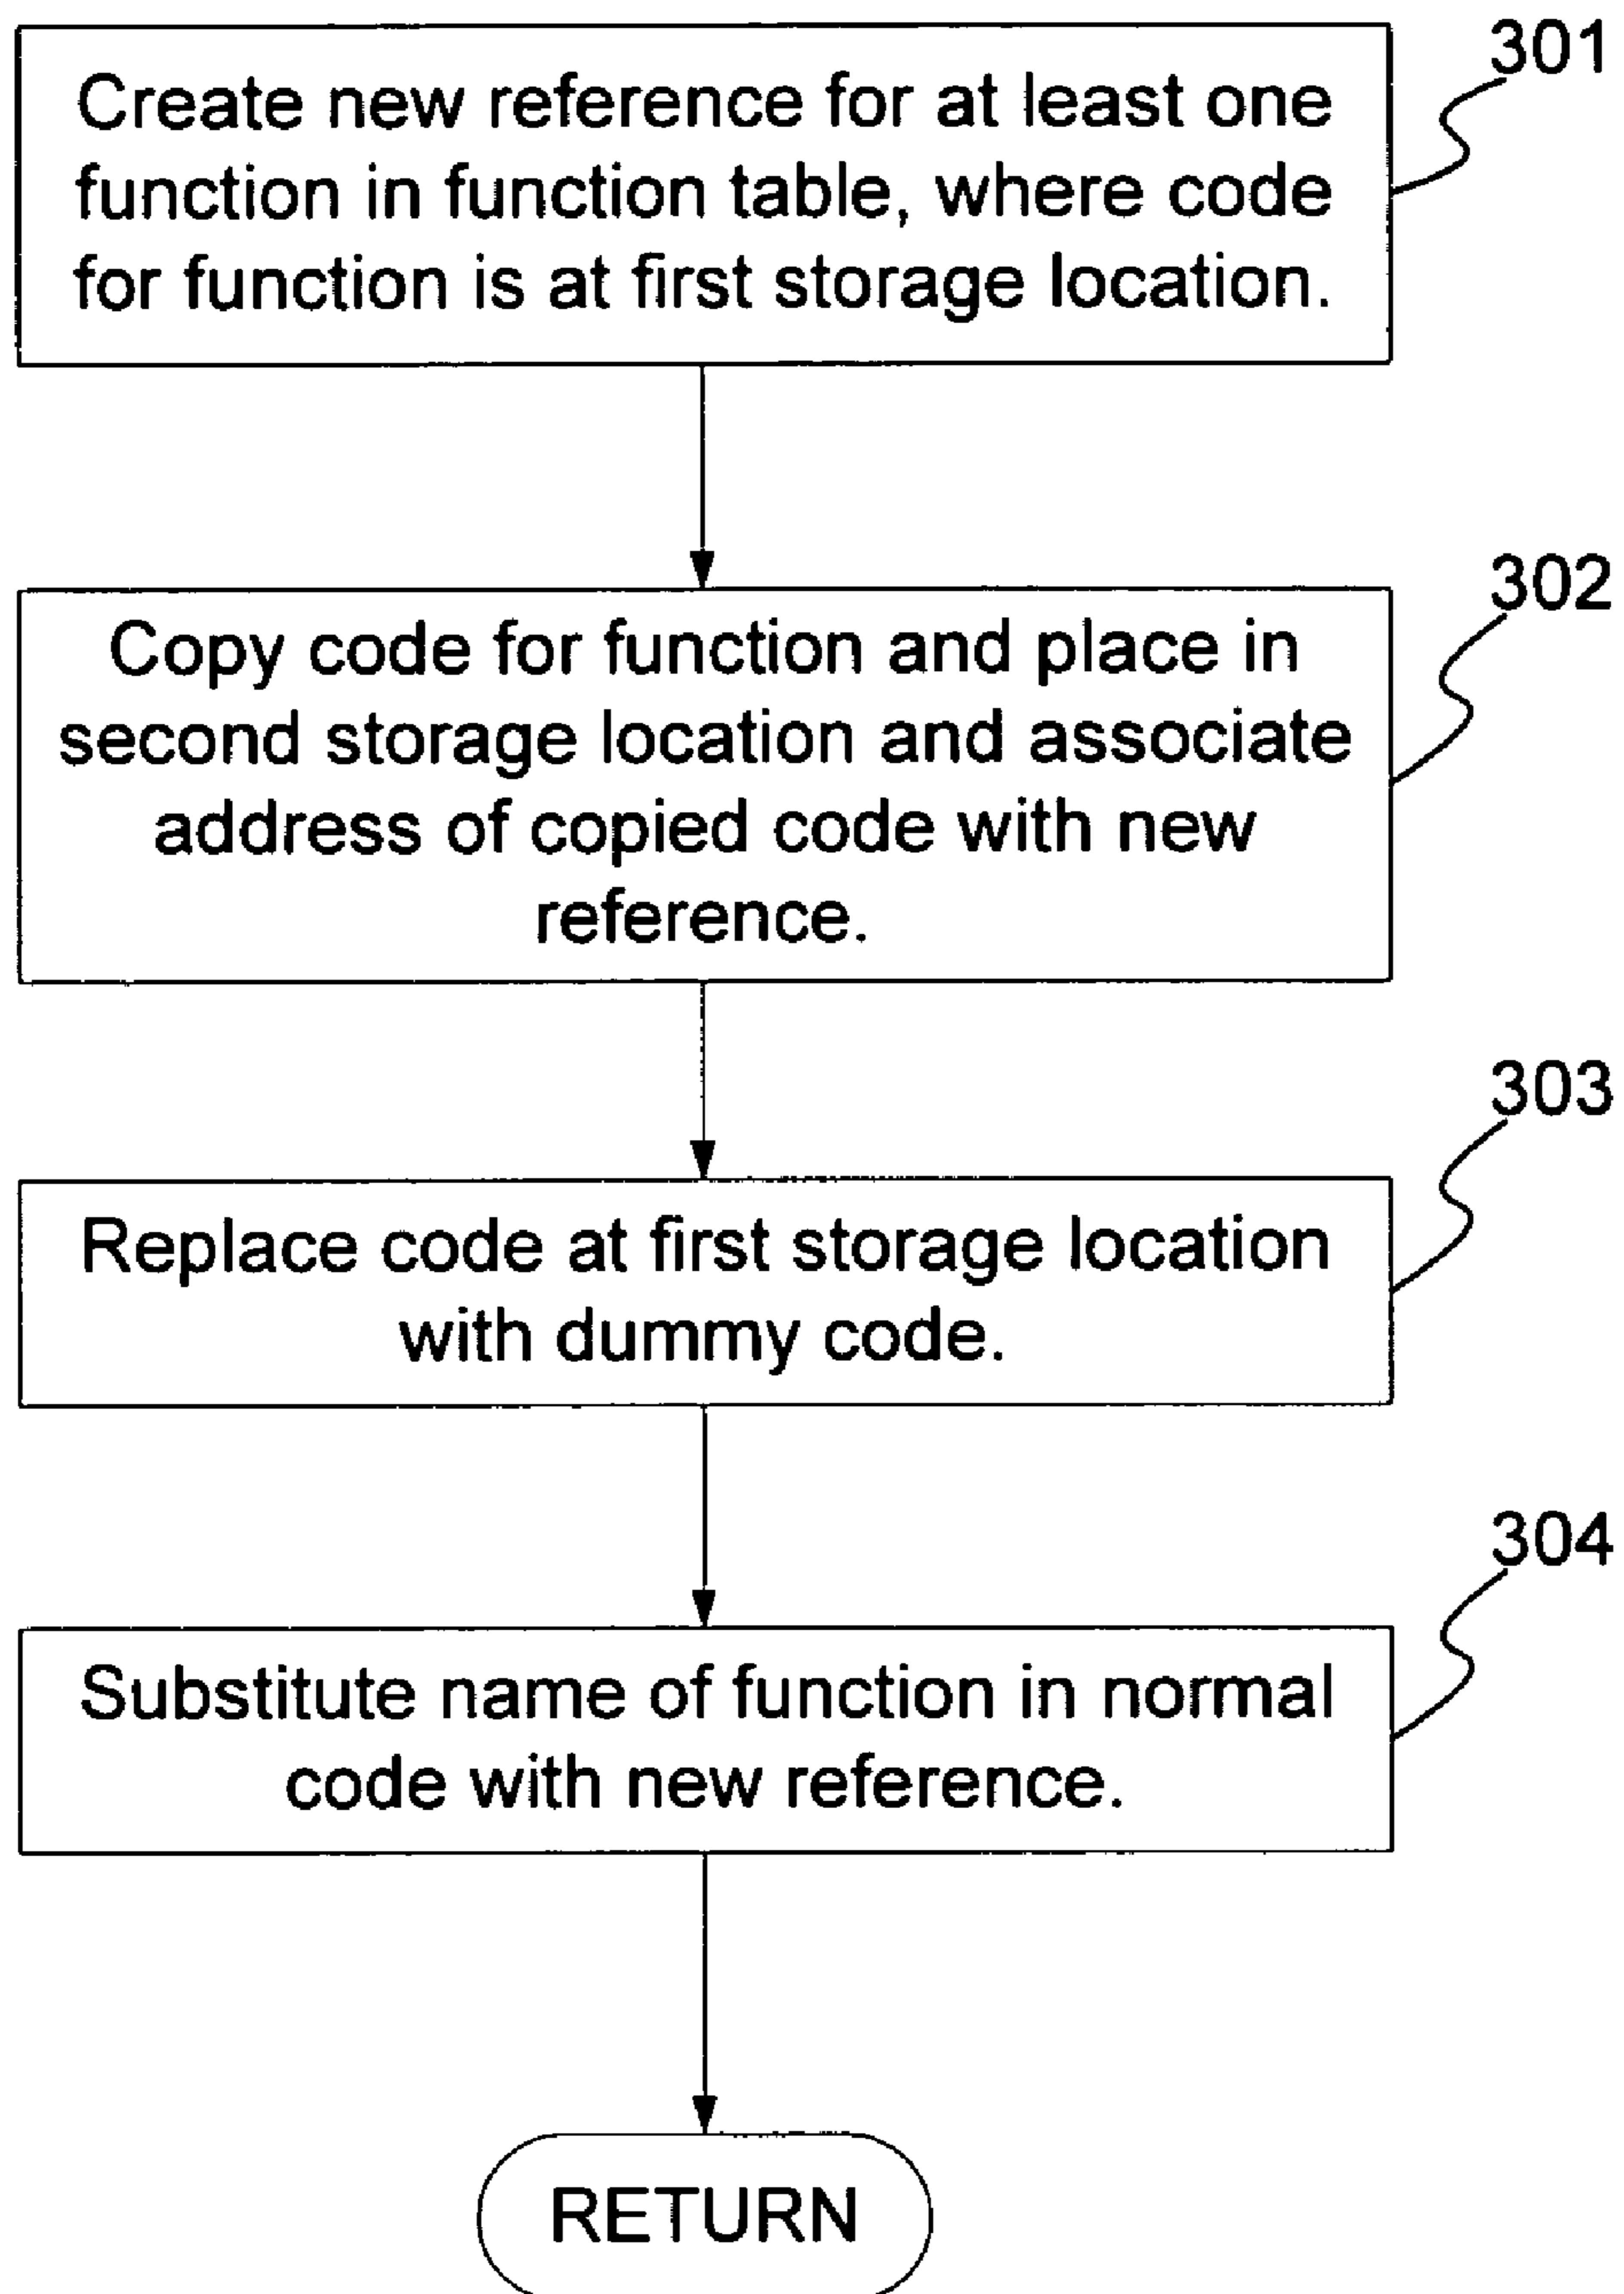 301
Create new reference for at least one
function in function table, where code
for function is at first storage location.
302
Copy code for function and place in
second storage location and associate
address of copied code with new
reference.
303
Replace code at first storage location
with dummy code.
304
Substitute name of function in normal
code with new reference.
RETURN